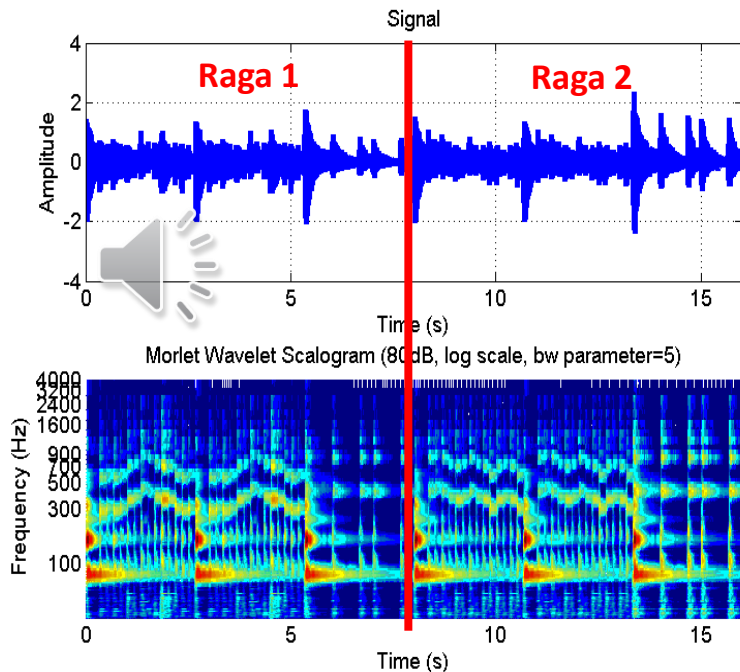 Signal
Raga 1
Raga 2
Amplitude
4
2
0
-2
-4
0
5
10
15
Time (s)
Morlet Wavelet Scalogram (80dB, log scale, bw parameter=5)
Frequency (Hz)
4000
3200
2400
1600
900
700
500
300
100
0
5
10
15
Time (s)